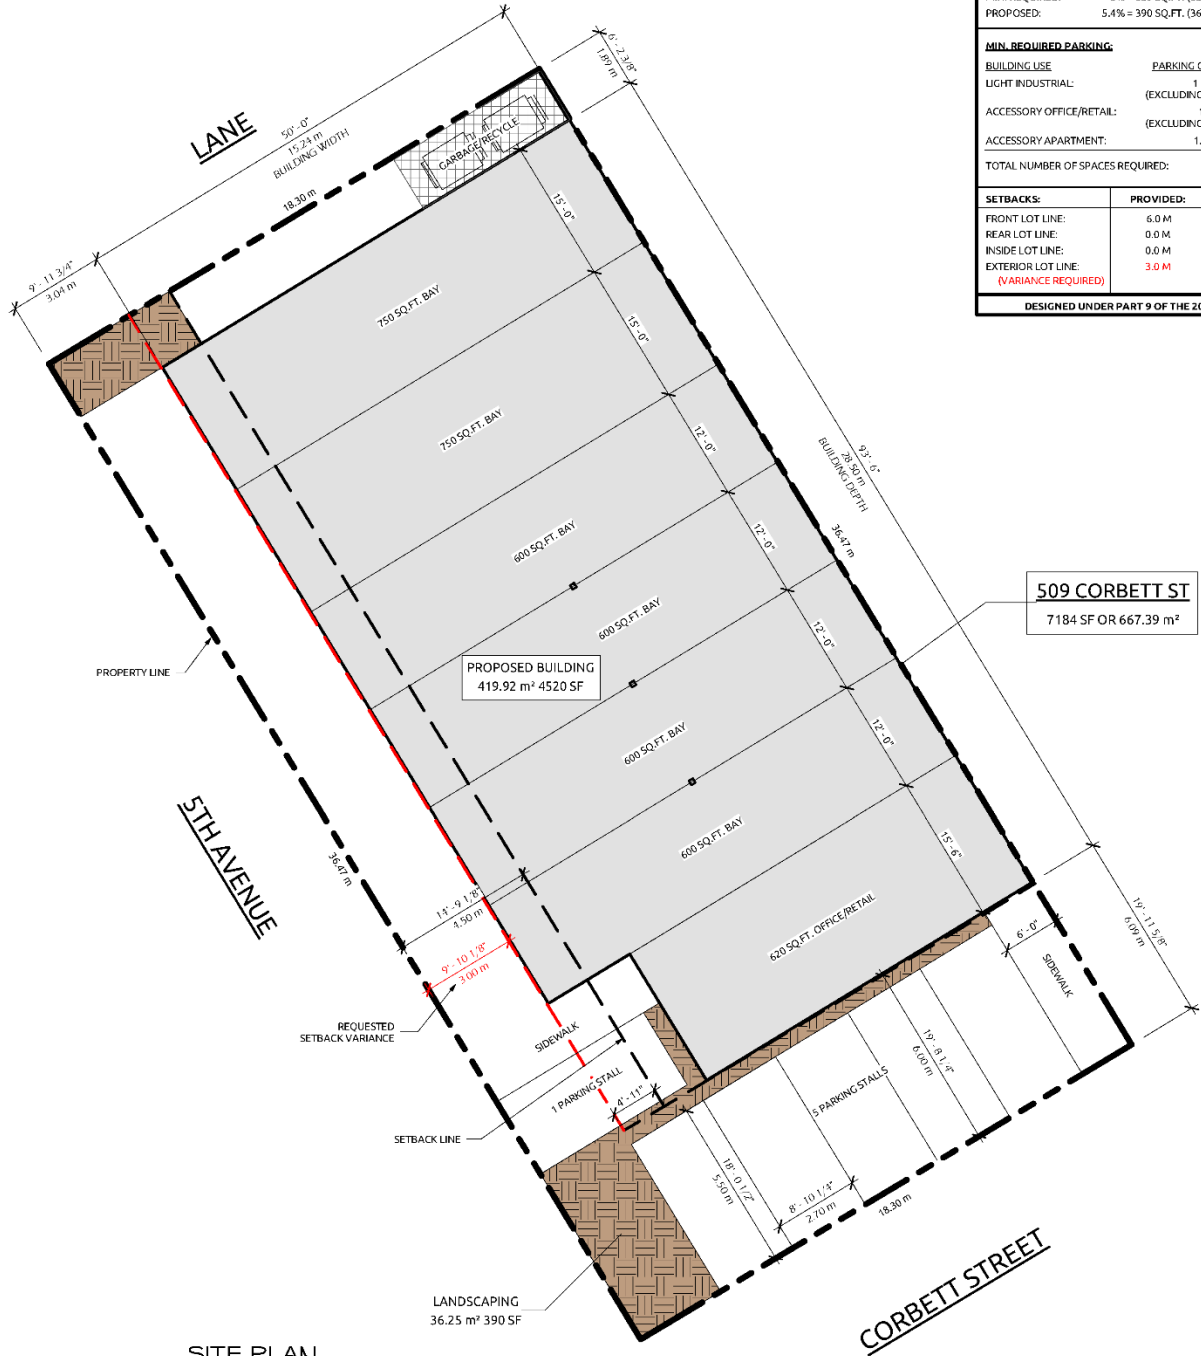 PROPOSED: 5.4% = 390 SQ.FT. (36
MIN. REQUIRED PARKING:
BUILDING USE PARKING
LIGHT INDUSTRIAL: 1
(EXCLUDING
ACCESSORY OFFICE/RETAIL:
(EXCLUDING
ACCESSORY APARTMENT: 1.
TOTAL NUMBER OF SPACES REQUIRED:
SETBACKS: PROVIDED:
FRONT LOT LINE: 6.0 M
REAR LOT LINE: 0.0 M
INSIDE LOT LINE: 0.0 M
EXTERIOR LOT LINE: 3.0 M
(VARIANCE REQUIRED)
DESIGNED UNDER PART 9 OF THE 20
LANE
50'-0"
15.24 m
BUILDING WIDTH
18.30 m
6'-2 3/8"
1.89 m
GARBAGE/RECYCLE
9'-11 3/4"
3.04 m
15'-0"
750 SQ.FT. BAY
15'-0"
750 SQ.FT. BAY
12'-0"
600 SQ.FT. BAY
12'-0"
600 SQ.FT. BAY
12'-0"
600 SQ.FT. BAY
12'-0"
600 SQ.FT. BAY
15'-6"
620 SQ.FT. OFFICE/RETAIL
93'-6"
28.50 m
BUILDING DEPTH
36.47 m
509 CORBETT ST
7184 SF OR 667.39 m²
PROPOSED BUILDING
419.92 m² 4520 SF
PROPERTY LINE
5TH AVENUE
36.47 m
14'-9 1/8"
4.50 m
9'-10 1/8"
3.00 m
REQUESTED
SETBACK VARIANCE
SIDEWALK
1 PARKING STALL
4'-11"
SETBACK LINE
6'-0"
SIDEWALK
19'-11 5/8"
6.09 m
19'-8 1/4"
6.00 m
5 PARKING STALLS
18'-0 1/2"
5.50 m
8'-10 1/4"
2.70 m
18.30 m
LANDSCAPING
36.25 m² 390 SF
CORBETT STREET
SITE PLAN